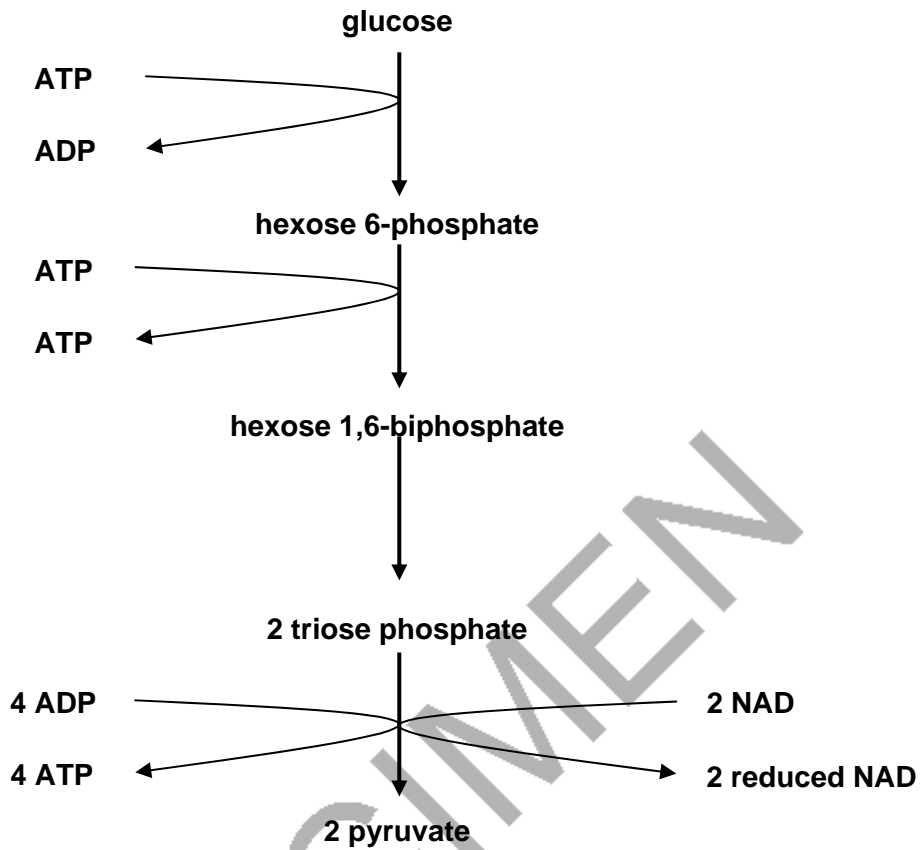 glucose
ATP
ADP
hexose 6-phosphate
ATP
ATP
hexose 1,6-biphosphate
2 triose phosphate
4 ADP
2 NAD
4 ATP
2 reduced NAD
2 pyruvate
CIMEN